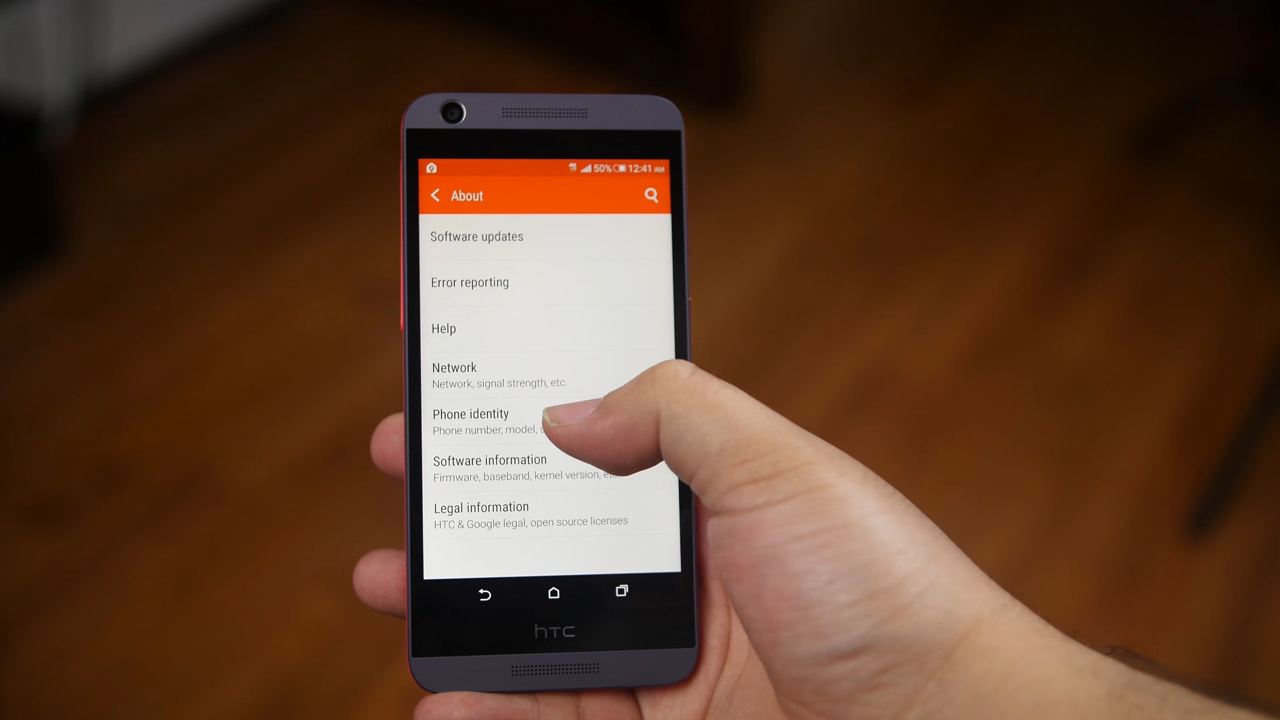 50% 12:41 AM
About
Software updates
Error reporting
Help
Network
Network, signal strength, etc.
Phone identity
Phone number, model,
Software information
Firmware, baseband, kernel version,
Legal information
HTC & Google legal, open source licenses
hTC